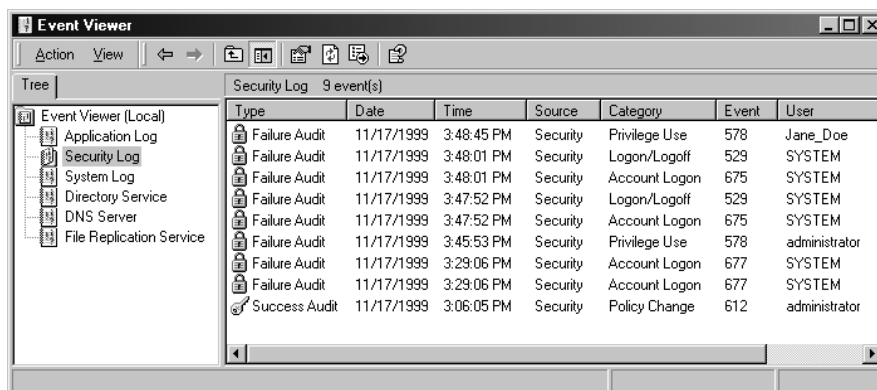 Event Viewer
Action View
Tree
Security Log 9 event(s)
Event Viewer (Local)
Application Log
Security Log
System Log
Directory Service
DNS Server
File Replication Service
Type Date Time Source Category Event User
Failure Audit 11/17/1999 3:48:45 PM Security Privilege Use 578 Jane_Doe
Failure Audit 11/17/1999 3:48:01 PM Security Logon/Logoff 529 SYSTEM
Failure Audit 11/17/1999 3:48:01 PM Security Account Logon 675 SYSTEM
Failure Audit 11/17/1999 3:47:52 PM Security Logon/Logoff 529 SYSTEM
Failure Audit 11/17/1999 3:47:52 PM Security Account Logon 675 SYSTEM
Failure Audit 11/17/1999 3:45:53 PM Security Privilege Use 578 administrator
Failure Audit 11/17/1999 3:29:06 PM Security Account Logon 677 SYSTEM
Failure Audit 11/17/1999 3:29:06 PM Security Account Logon 677 SYSTEM
Success Audit 11/17/1999 3:06:05 PM Security Policy Change 612 administrator